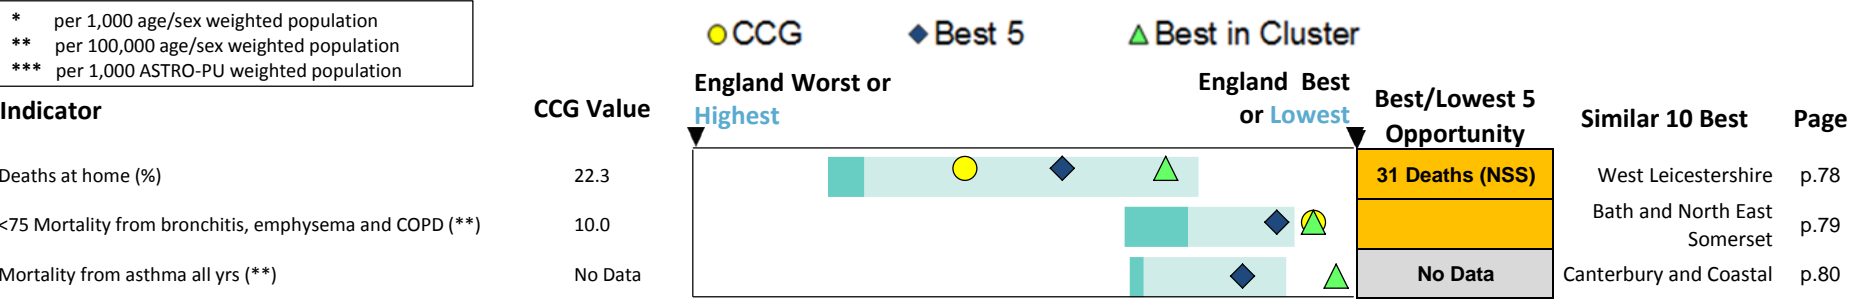 * per 1,000 age/sex weighted population
** per 100,000 age/sex weighted population
*** per 1,000 ASTRO-PU weighted population
CCG Best 5 Best in Cluster
Indicator
CCG Value
England Worst or
Highest
England Best
or Lowest
Best/Lowest 5
Opportunity
Similar 10 Best
Page
Deaths at home (%) 22.3 31 Deaths (NSS) West Leicestershire p.78
<75 Mortality from bronchitis, emphysema and COPD (**) 10.0 Bath and North East
Somerset p.79
Mortality from asthma all yrs (**) No Data No Data Canterbury and Coastal p.80